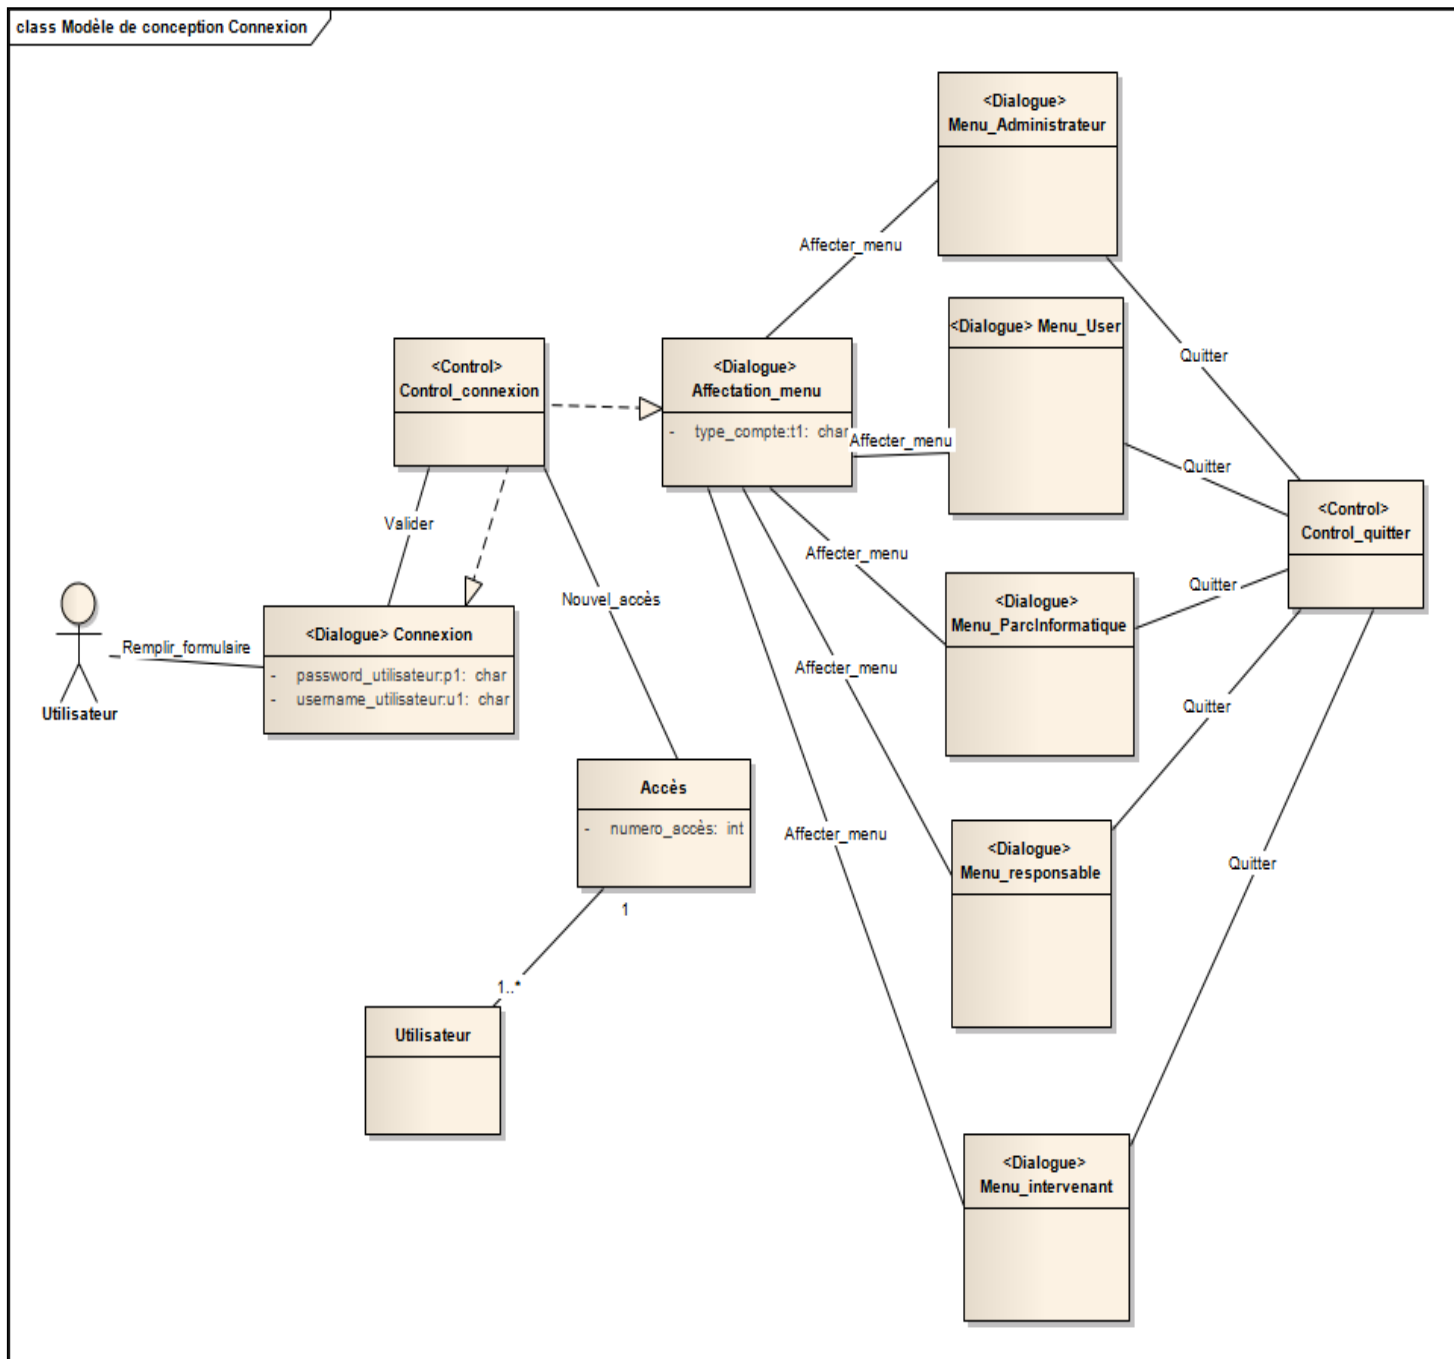 class Modèle de conception Connexion
<Dialogue>
Menu_Administrateur
Affecter_menu
<Dialogue> Menu_User
Quitter
<Control>
Control_connexion
<Dialogue>
Affectation_menu
- type_compte:t1: char
Affecter_menu
Quitter
<Control>
Control_quitter
Valider
Affecter_menu
Nouvel_accès
<Dialogue>
Menu_ParcInformatique
Quitter
Remplir_formulaire
<Dialogue> Connexion
- password_utilisateur:p1: char
- username_utilisateur:u1: char
Utilisateur
Affecter_menu
Quitter
Accès
- numero_accès: int
Affecter_menu
<Dialogue>
Menu_responsable
Quitter
1
1..*
Utilisateur
<Dialogue>
Menu_intervenant